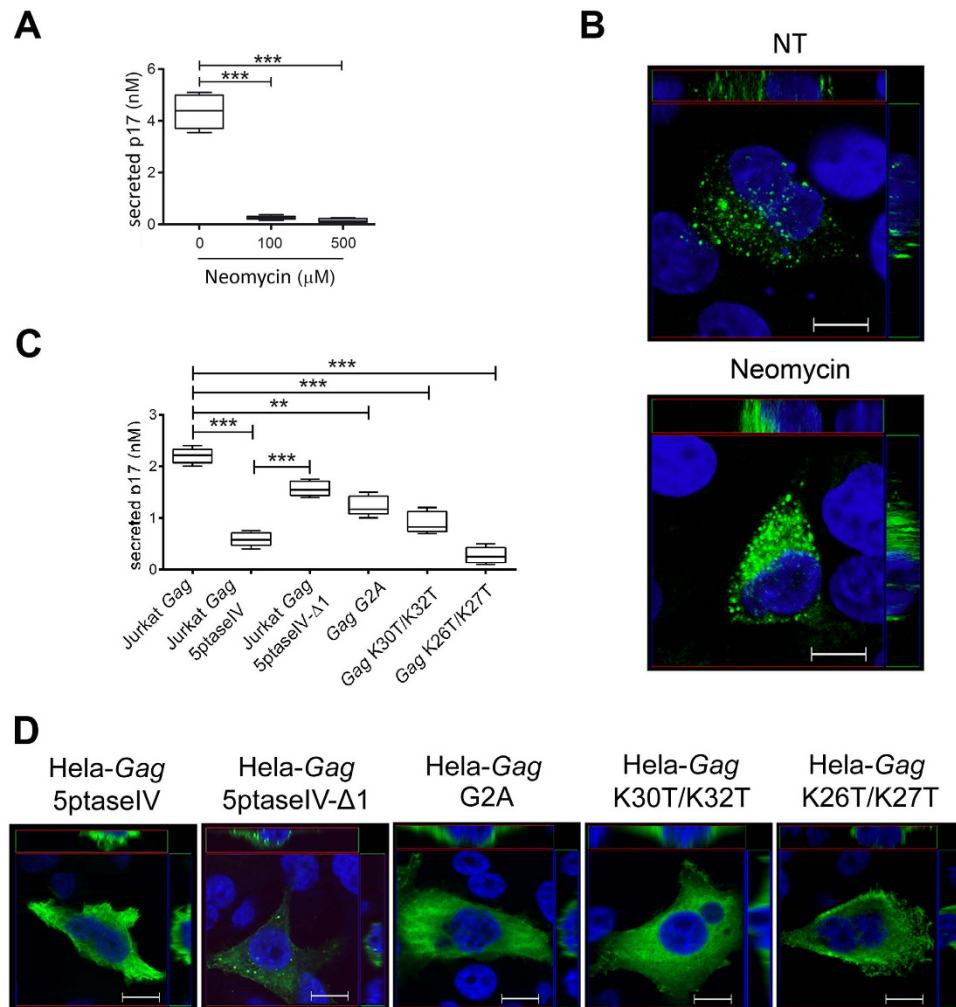 A
***
***
6
4
2
0
secreted p17 (nM)
0 100 500
Neomycin (µM)
B
NT
Neomycin
C
***
***
**
***
***
3
2
1
0
secreted p17 (nM)
Jurkat Gag
Jurkat Gag
5ptaseIV
Jurkat Gag
5ptaseIV-Δ1
Gag G2A
Gag K30T/K32T
Gag K26T/K27T
D
Hela-Gag
5ptaseIV
Hela-Gag
5ptaseIV-Δ1
Hela-Gag
G2A
Hela-Gag
K30T/K32T
Hela-Gag
K26T/K27T